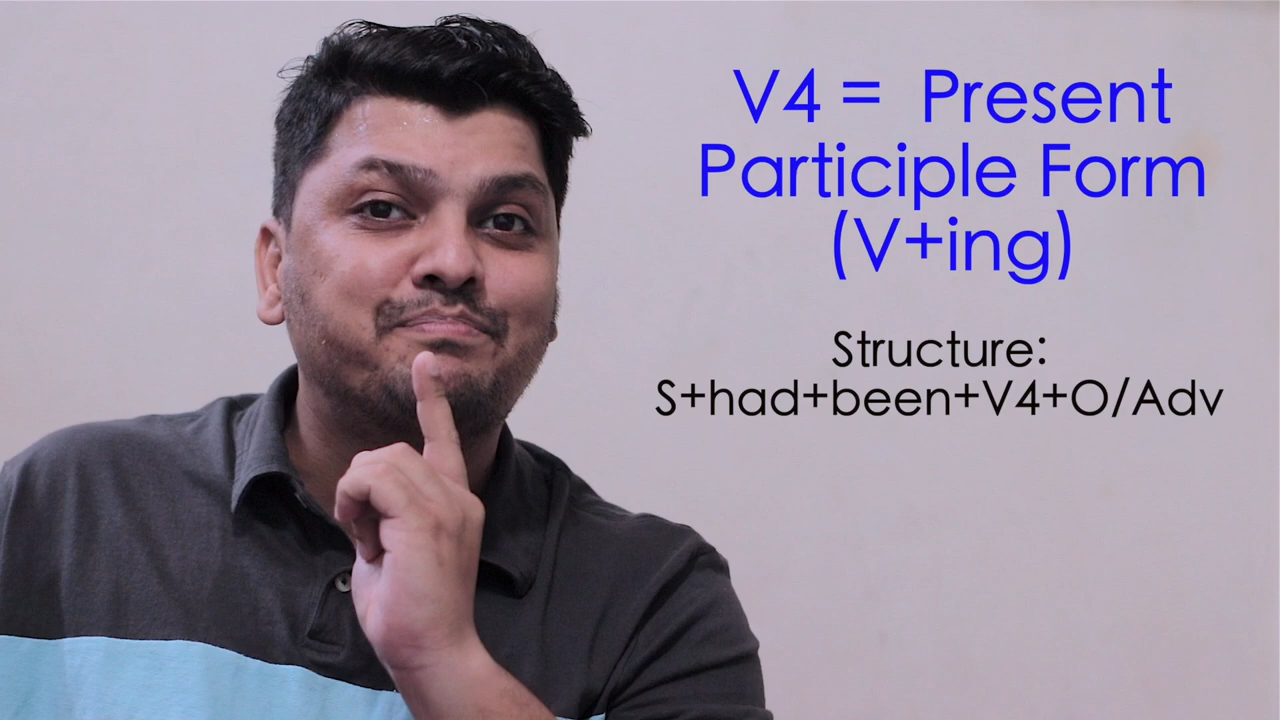 V4 = Present
Participle Form
(V+ing)
Structure:
S+had+been+V4+O/Adv